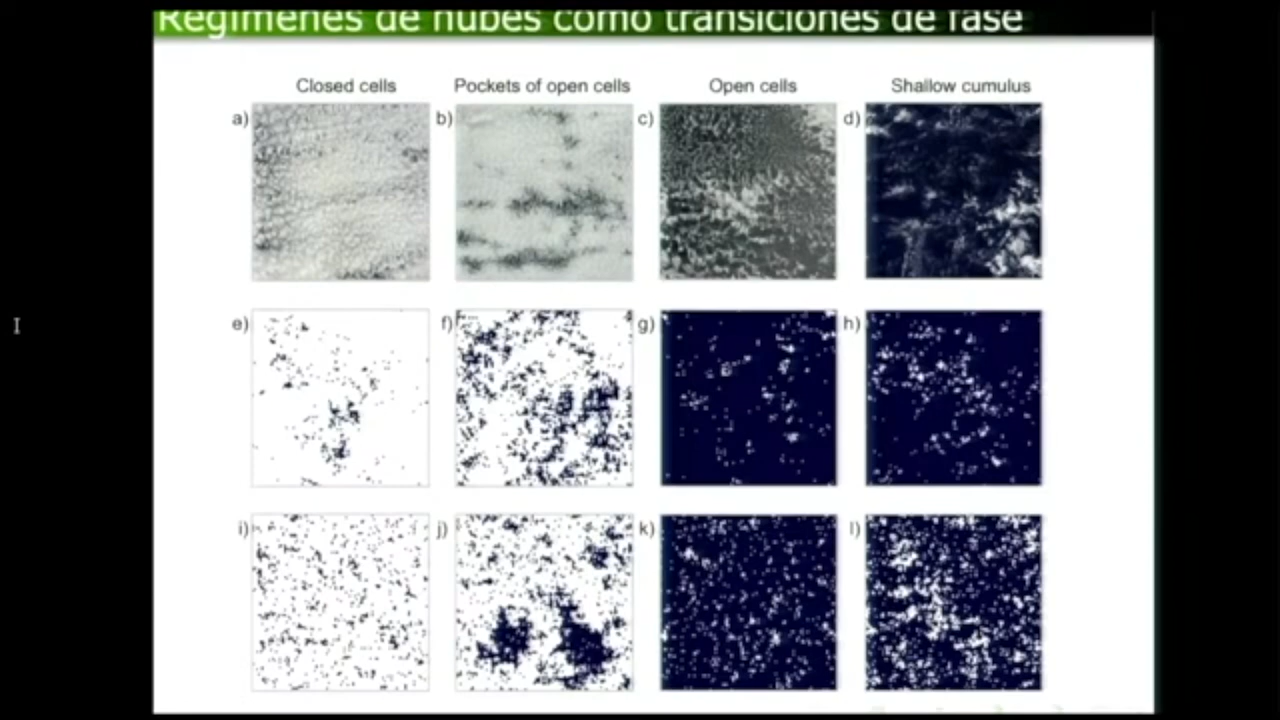 Regímenes de nubes como transiciones de fase
Closed cells
Pockets of open cells
Open cells
Shallow cumulus
a)
b)
c)
d)
e)
f)
g)
h)
i)
j)
k)
l)